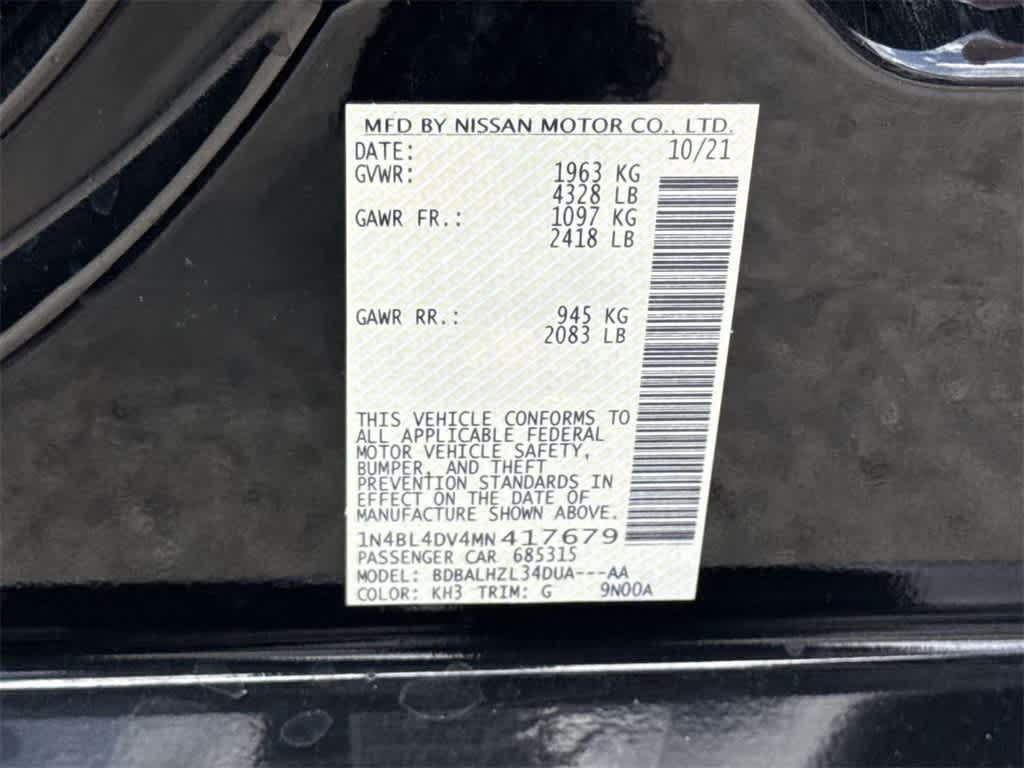 MFD BY NISSAN MOTOR CO., LTD.
DATE: 10/21
GVWR: 1963 KG
4328 LB
GAWR FR.: 1097 KG
2418 LB
GAWR RR.: 945 KG
2083 LB
THIS VEHICLE CONFORMS TO
ALL APPLICABLE FEDERAL
MOTOR VEHICLE SAFETY,
BUMPER, AND THEFT
PREVENTION STANDARDS IN
EFFECT ON THE DATE OF
MANUFACTURE SHOWN ABOVE.
1N4BL4DV4MN417679
PASSENGER CAR 685315
MODEL: BDBALHZL34DUA---AA
COLOR: KH3 TRIM: G 9N00A